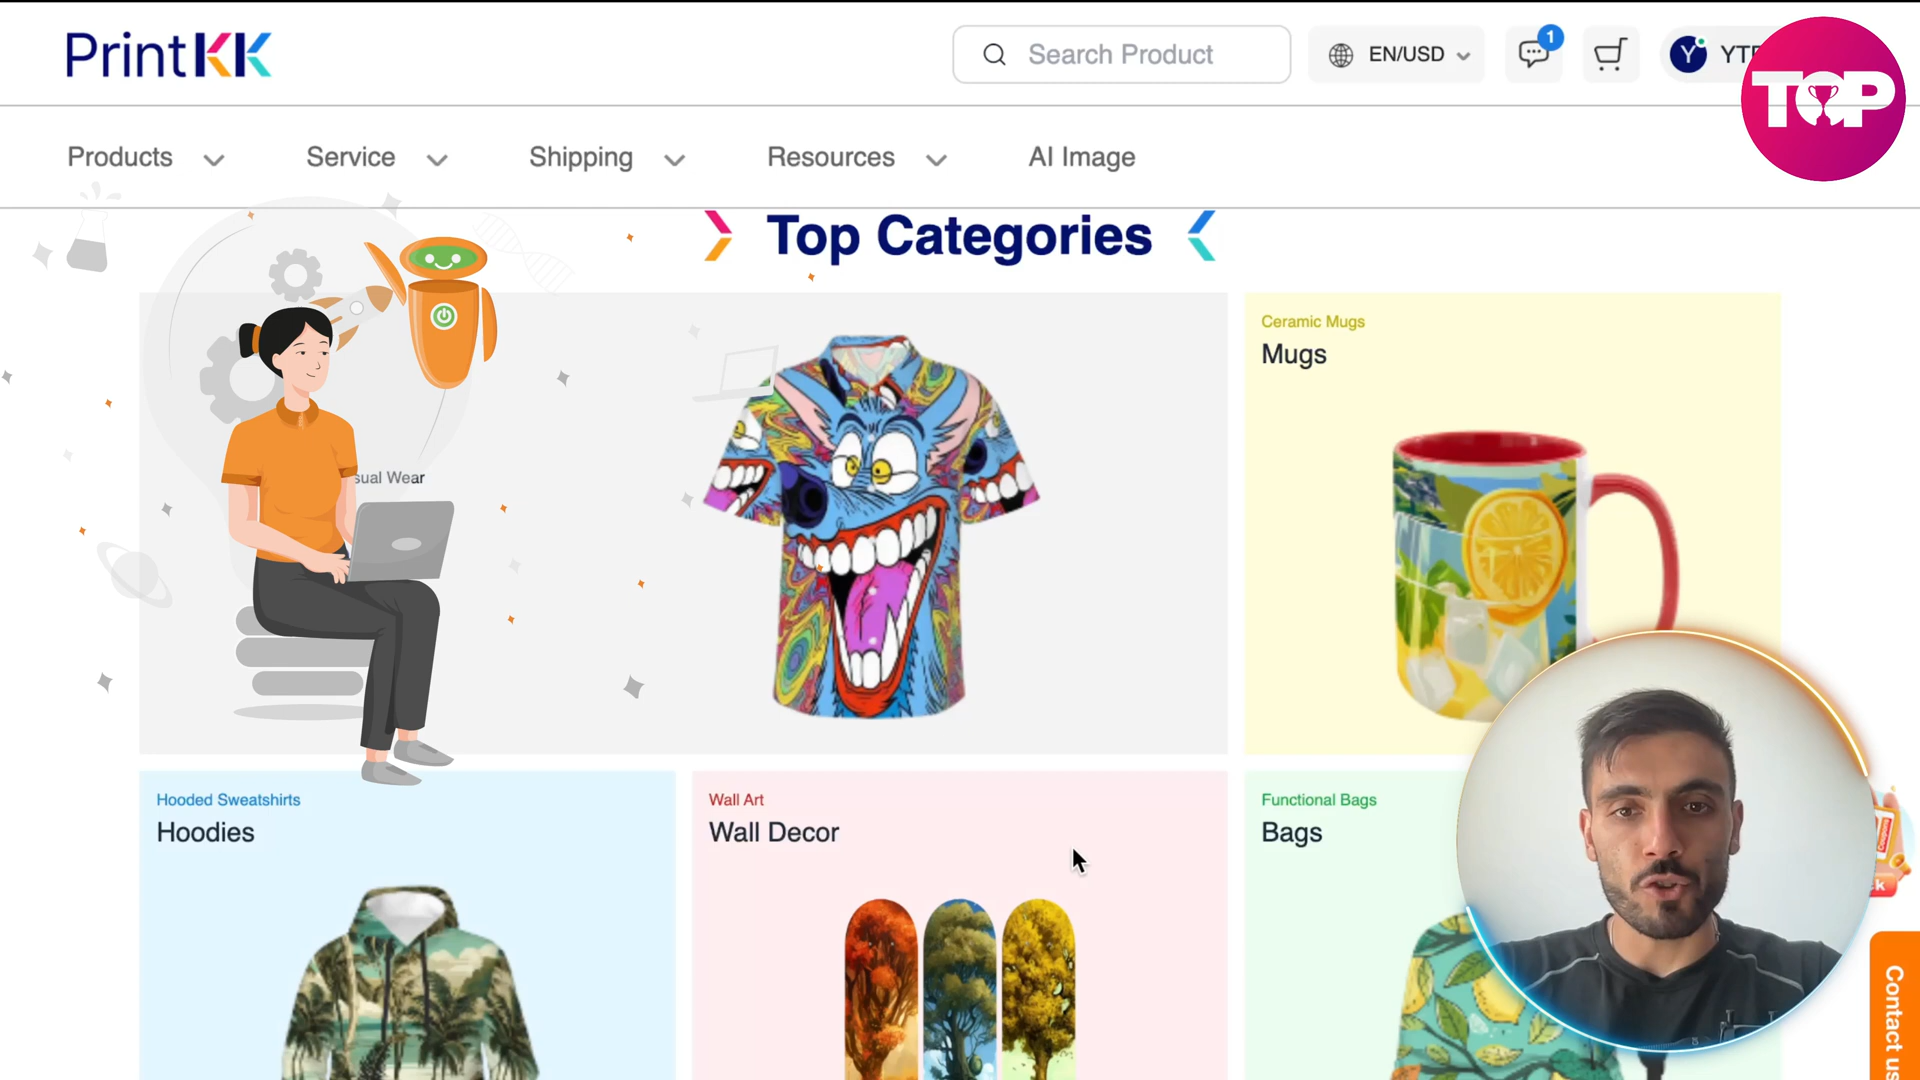 PrintKK
Search Product
EN/USD
1
Y
TOP
Products
Service
Shipping
Resources
AI Image
Top Categories
Ceramic Mugs
Mugs
sual Wear
Hooded Sweatshirts
Hoodies
Wall Art
Wall Decor
Functional Bags
Bags
Contact us